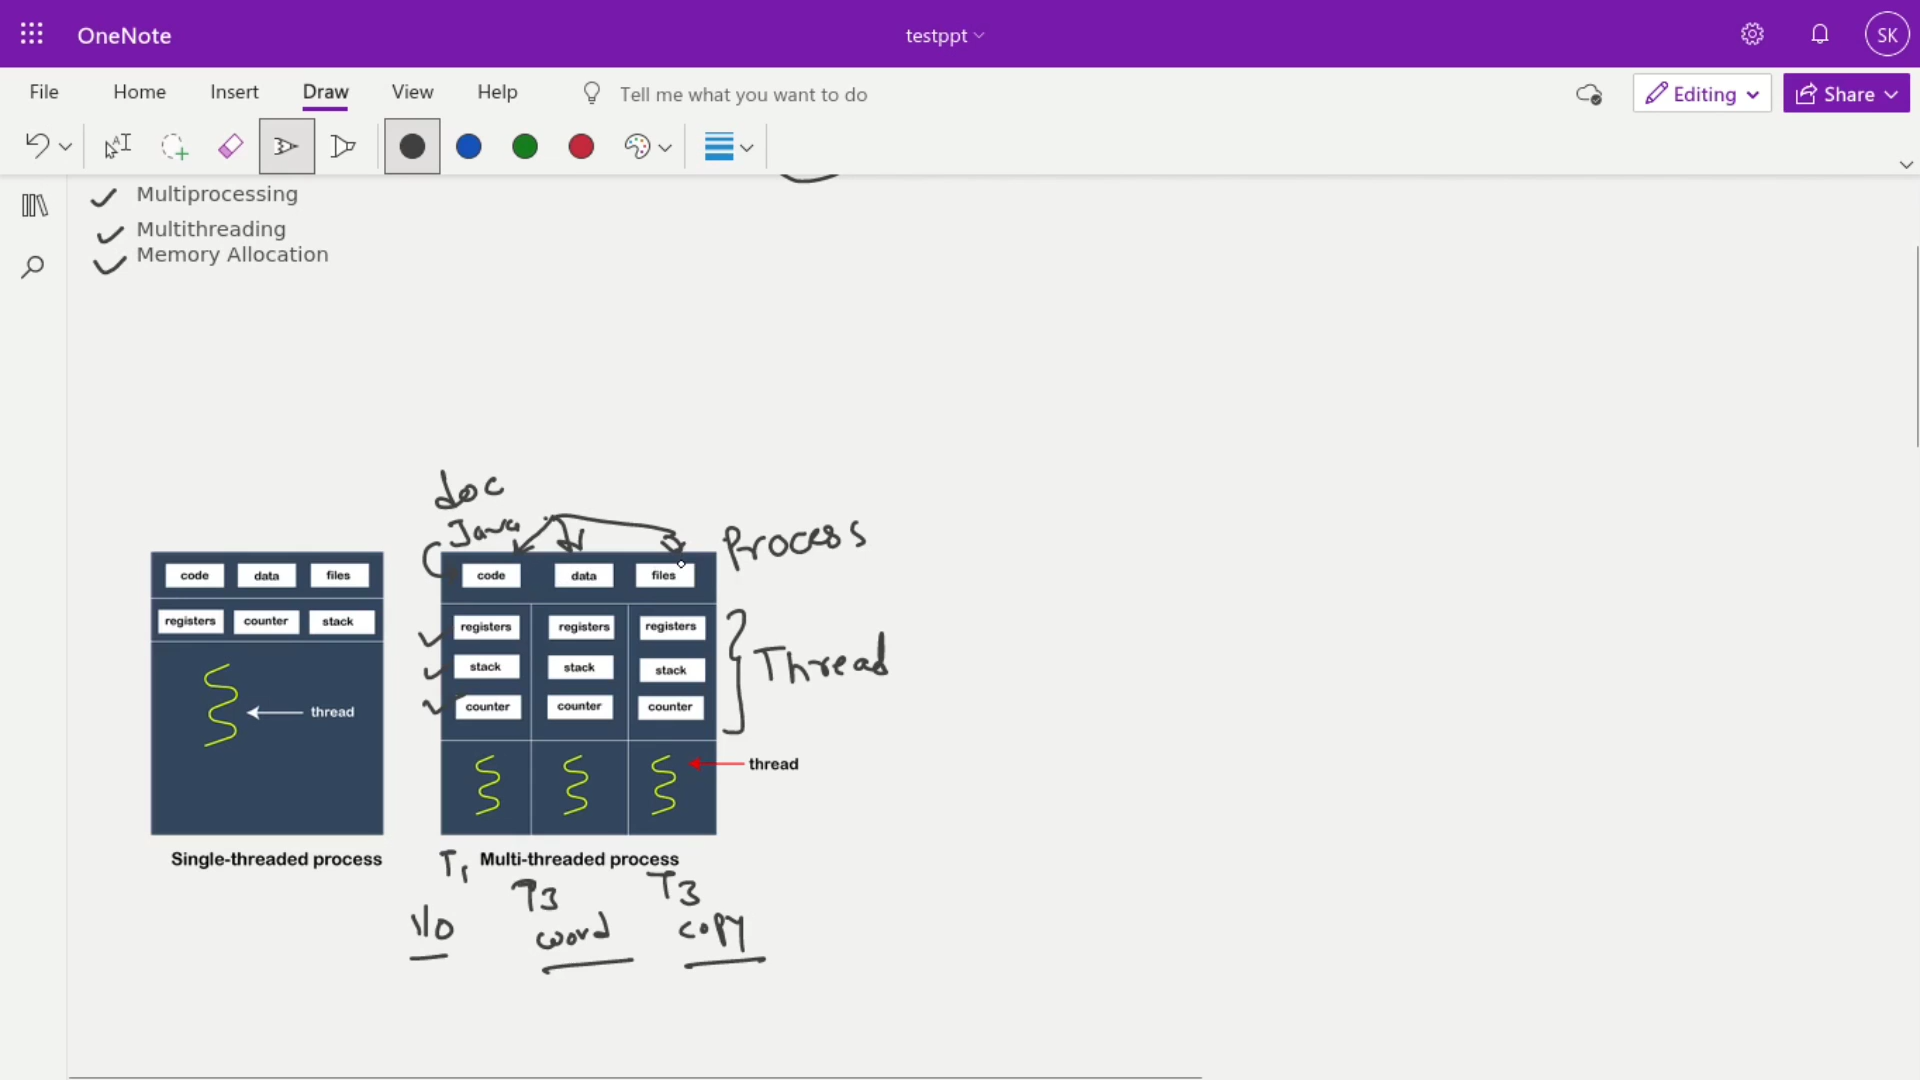 OneNote
testppt
SK
File Home Insert Draw View Help Tell me what you want to do
Editing
Share
Multiprocessing
Multithreading
Memory Allocation
doc
Java
Process
code data files
registers counter stack
thread
Single-threaded process
code data files
registers registers registers
stack stack stack
counter counter counter
Thread
thread
Multi-threaded process
T1 T3 T3
I/O word copy